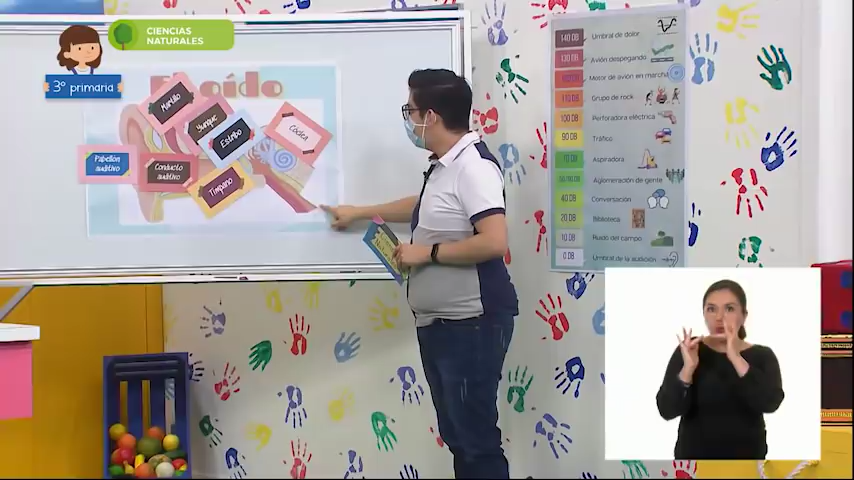 CIENCIAS
NATURALES
3° primaria
El oído
Martillo
Yunque
Estribo
Cóclea
Pabellón
auditivo
Conducto
auditivo
Tímpano
140 DB Umbral de dolor
130 DB Avión despegando
Motor de avión en marcha
110 DB Grupo de rock
100 DB Perforadora eléctrica
90 DB Tráfico
70 DB Aspiradora
50/60 DB Aglomeración de gente
40 DB Conversación
20 DB Biblioteca
10 DB Ruido del campo
0 DB Umbral de la audición